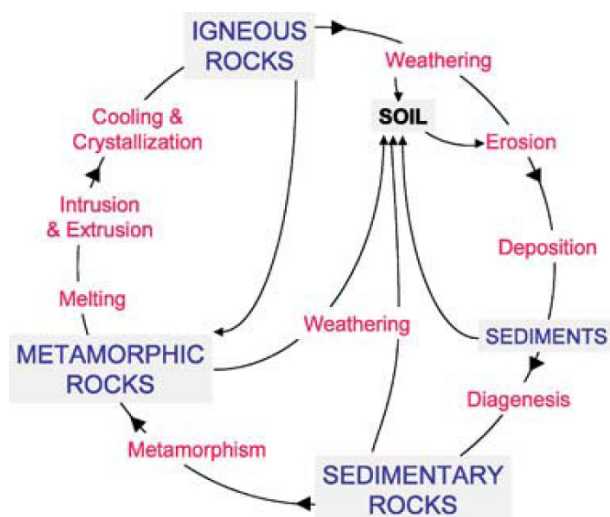 IGNEOUS
ROCKS
Weathering
Cooling &
Crystallization
SOIL
Erosion
Intrusion
& Extrusion
Deposition
Melting
Weathering
SEDIMENTS
METAMORPHIC
ROCKS
Diagenesis
Metamorphism
SEDIMENTARY
ROCKS